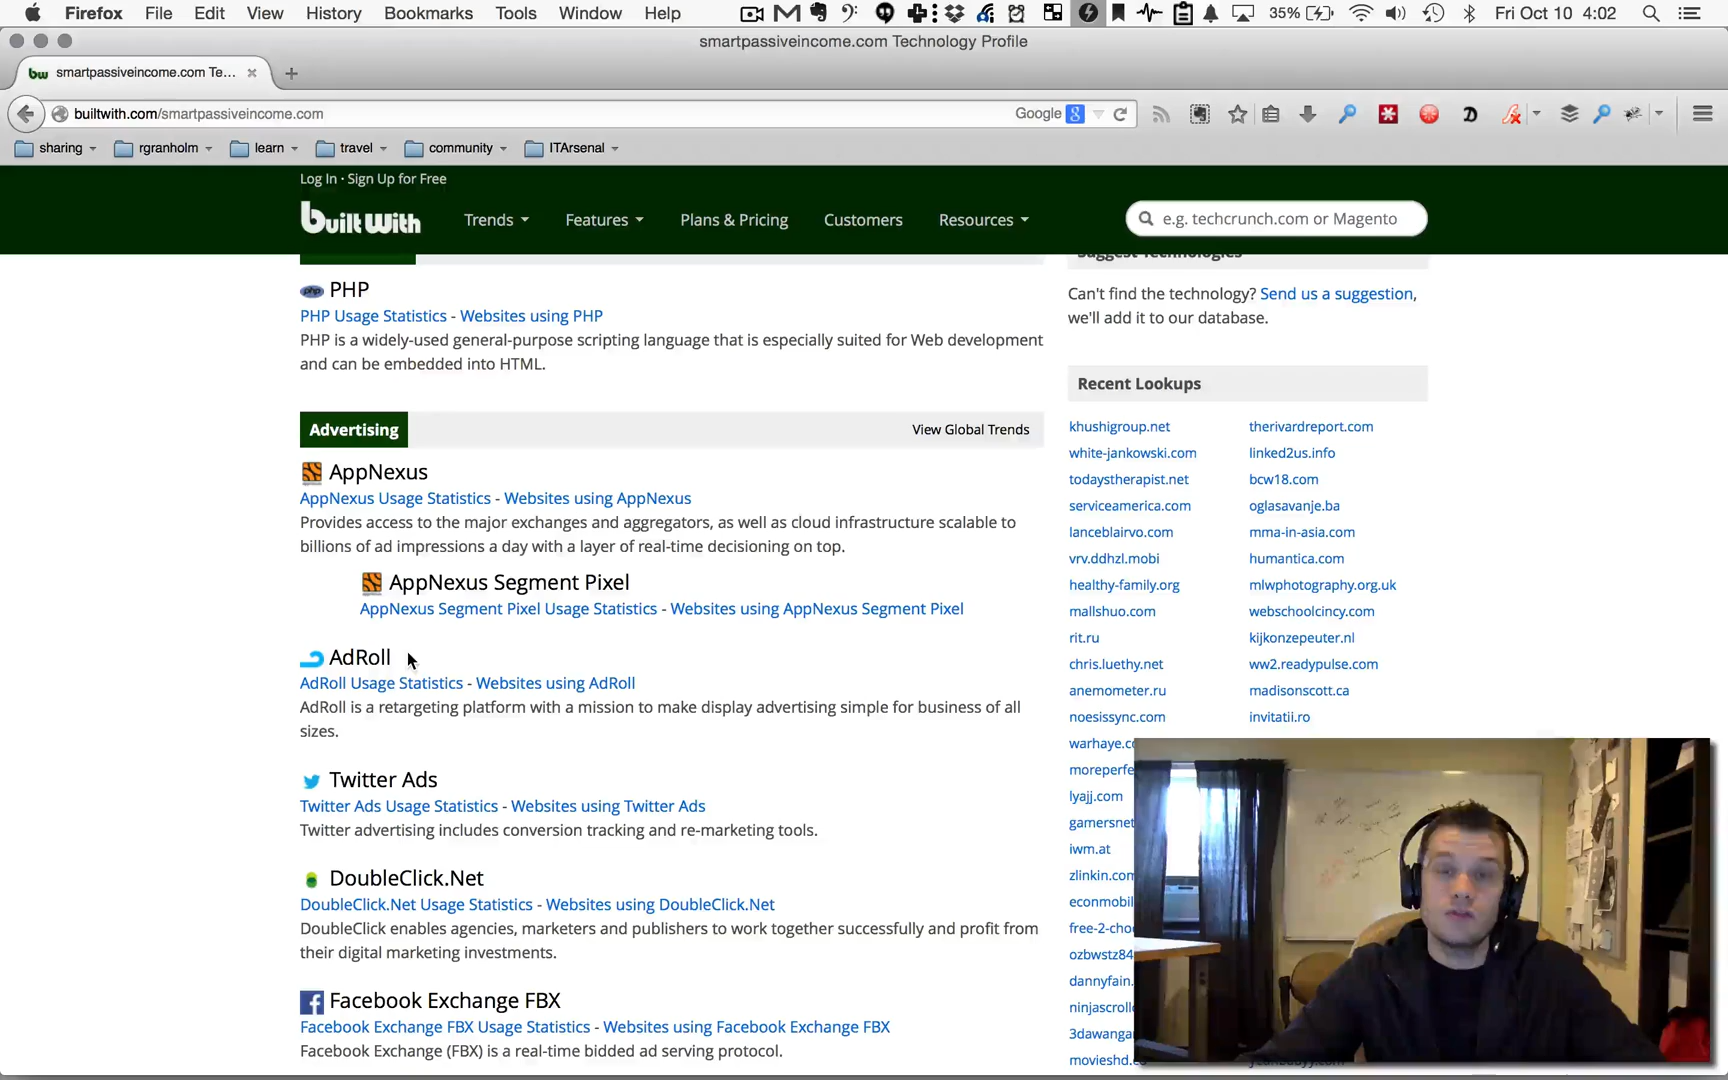 Firefox File Edit View History Bookmarks Tools Window Help 35% Fri Oct 10 4:02
smartpassiveincome.com Technology Profile
bw smartpassiveincome.com Te...
builtwith.com/smartpassiveincome.com Google
sharing rgranholm learn travel community ITArsenal
Log In · Sign Up for Free
built with Trends Features Plans & Pricing Customers Resources e.g. techcrunch.com or Magento
Suggest Technologies
PHP
PHP Usage Statistics - Websites using PHP
PHP is a widely-used general-purpose scripting language that is especially suited for Web development
and can be embedded into HTML.
Advertising View Global Trends
AppNexus
AppNexus Usage Statistics - Websites using AppNexus
Provides access to the major exchanges and aggregators, as well as cloud infrastructure scalable to
billions of ad impressions a day with a layer of real-time decisioning on top.
AppNexus Segment Pixel
AppNexus Segment Pixel Usage Statistics - Websites using AppNexus Segment Pixel
AdRoll
AdRoll Usage Statistics - Websites using AdRoll
AdRoll is a retargeting platform with a mission to make display advertising simple for business of all
sizes.
Twitter Ads
Twitter Ads Usage Statistics - Websites using Twitter Ads
Twitter advertising includes conversion tracking and re-marketing tools.
DoubleClick.Net
DoubleClick.Net Usage Statistics - Websites using DoubleClick.Net
DoubleClick enables agencies, marketers and publishers to work together successfully and profit from
their digital marketing investments.
Facebook Exchange FBX
Facebook Exchange FBX Usage Statistics - Websites using Facebook Exchange FBX
Facebook Exchange (FBX) is a real-time bidded ad serving protocol.
Can't find the technology? Send us a suggestion,
we'll add it to our database.
Recent Lookups
khushigroup.net therivardreport.com
white-jankowski.com linked2us.info
todaystherapist.net bcw18.com
serviceamerica.com oglasavanje.ba
lanceblairvo.com mma-in-asia.com
vrv.ddhzl.mobi humantica.com
healthy-family.org mlwphotography.org.uk
mallshuo.com webschoolcincy.com
rit.ru kijkonzepeuter.nl
chris.luethy.net ww2.readypulse.com
anemometer.ru madisonscott.ca
noesissync.com invitatii.ro
warhaye.c
moreperfe
lyajj.com
gamersnet
iwm.at
zlinkin.com
econmobil
free-2-cho
ozbwstz84
dannyfain.
ninjascroll
3dawanga
movieshd.